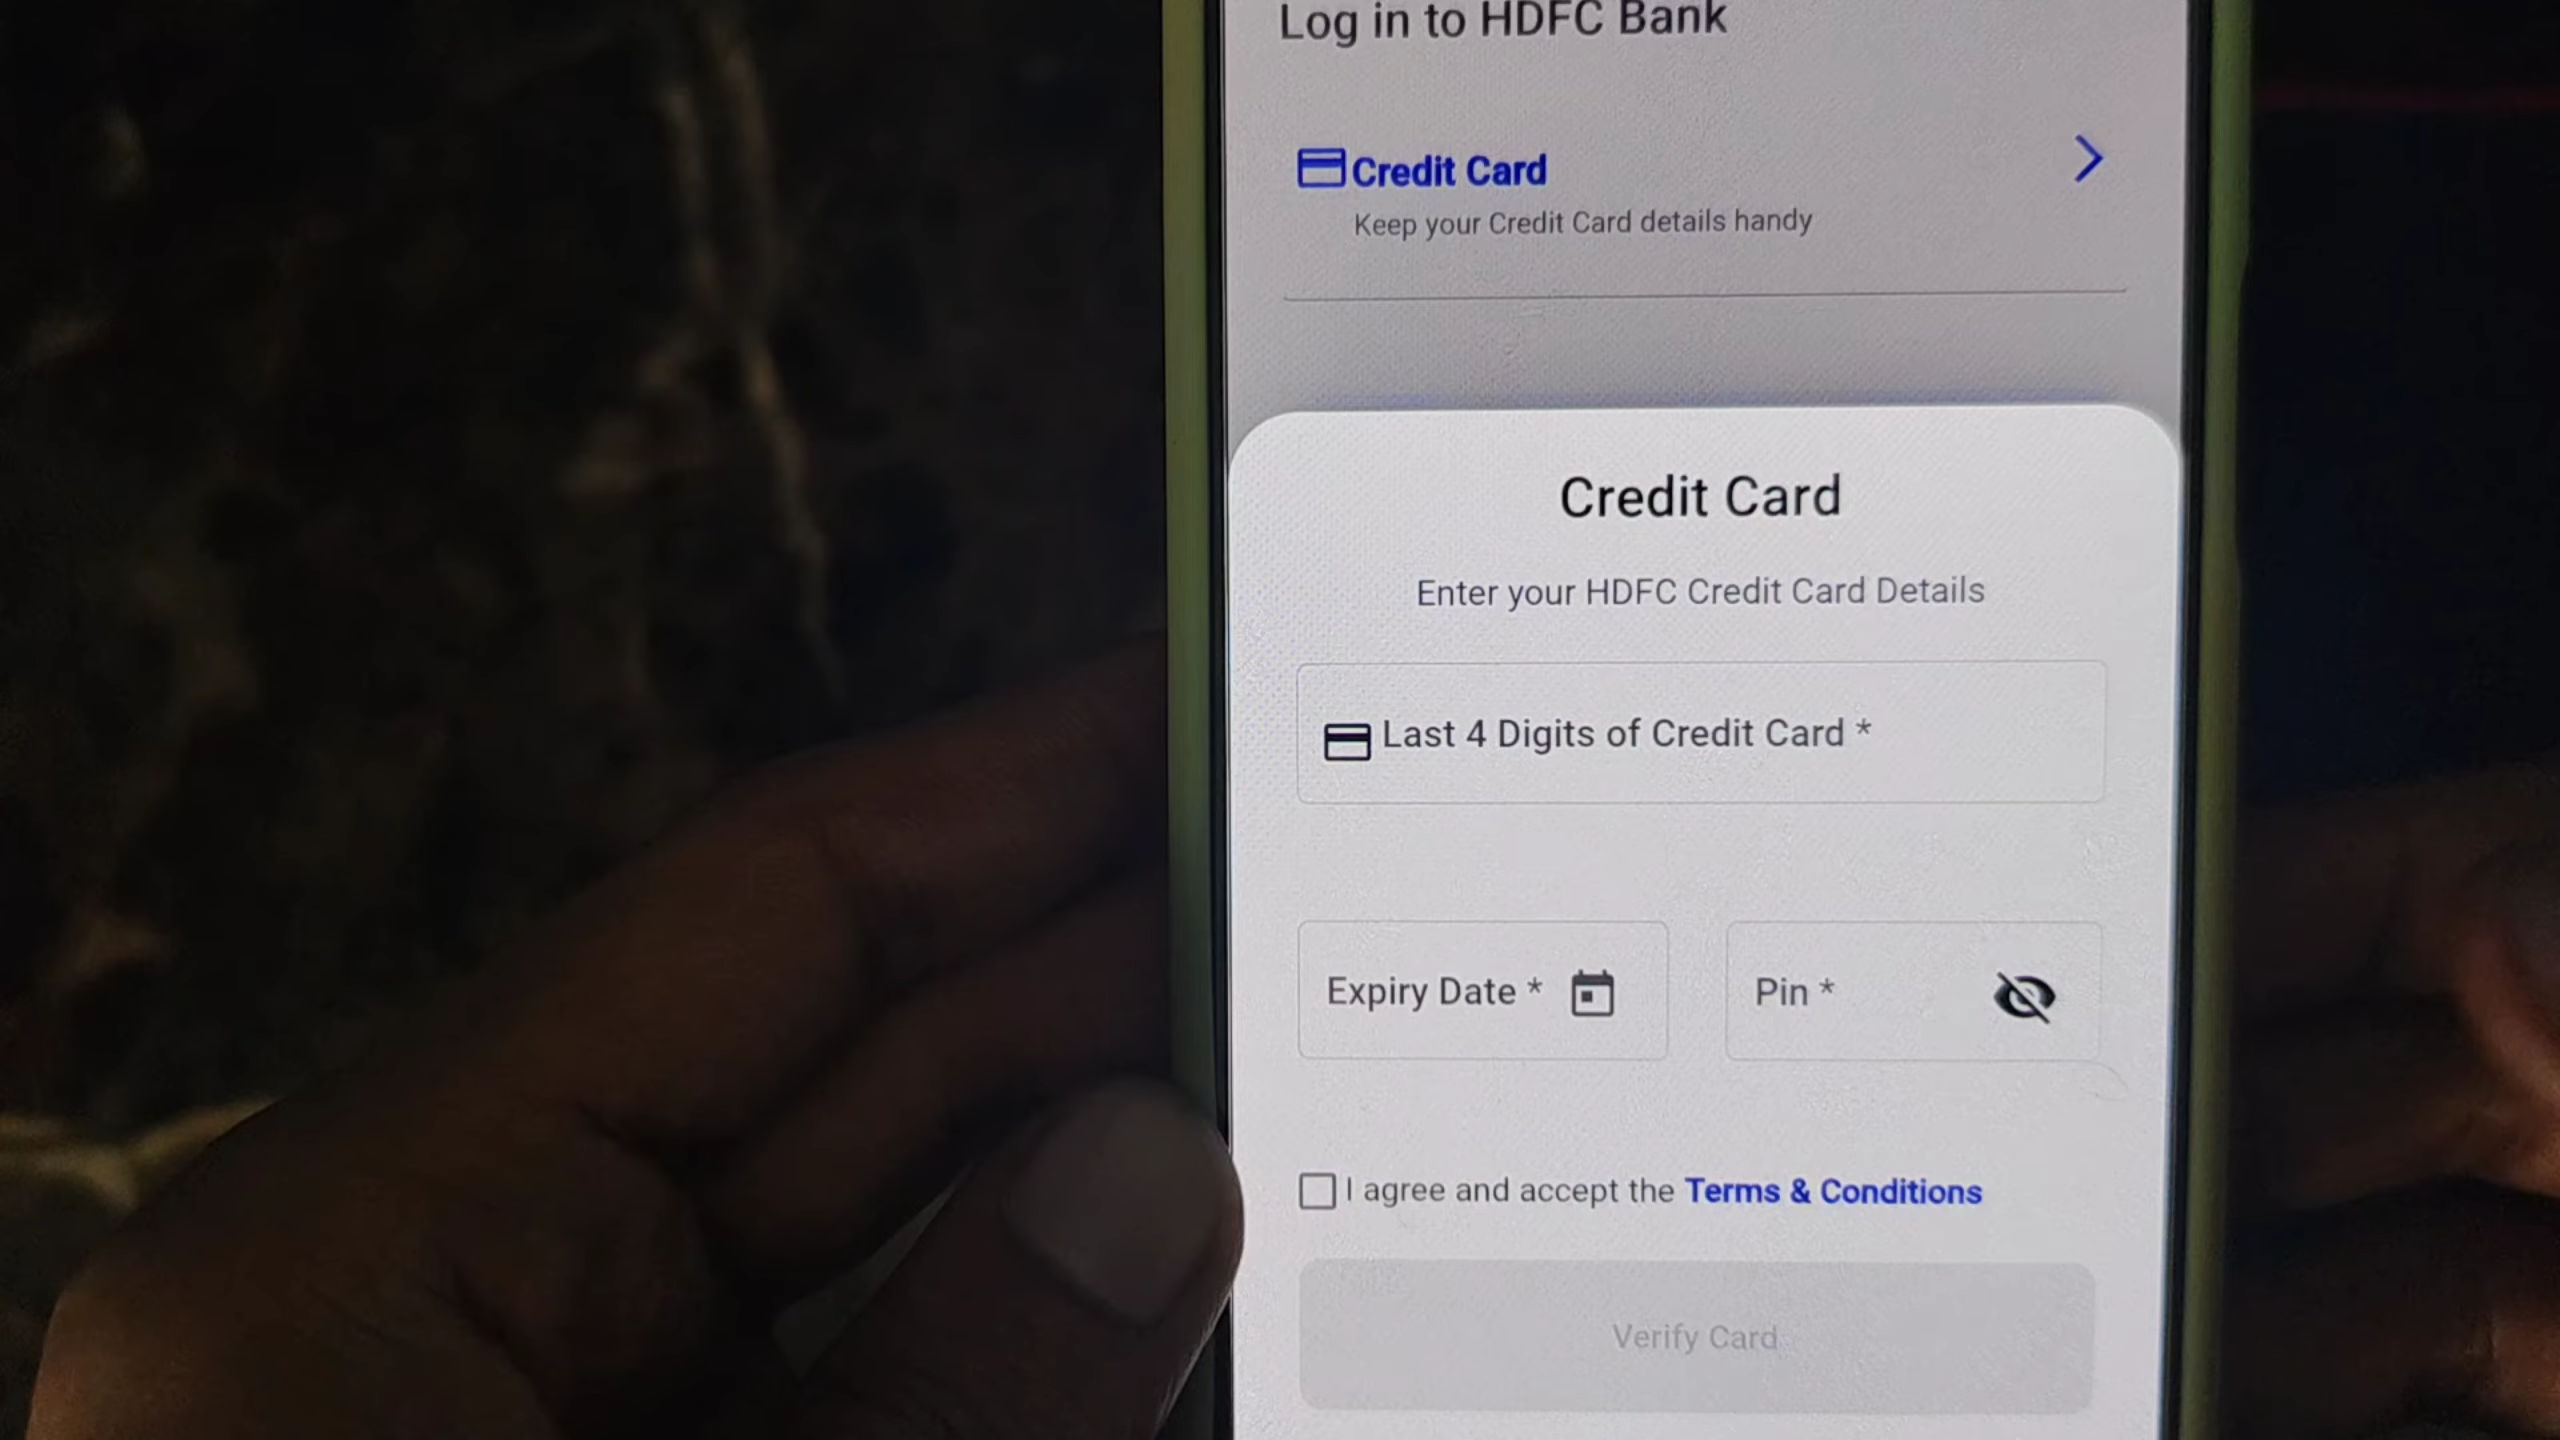 Log in to HDFC Bank
Credit Card
Keep your Credit Card details handy
Credit Card
Enter your HDFC Credit Card Details
Last 4 Digits of Credit Card *
Expiry Date *
Pin *
I agree and accept the Terms & Conditions
Verify Card